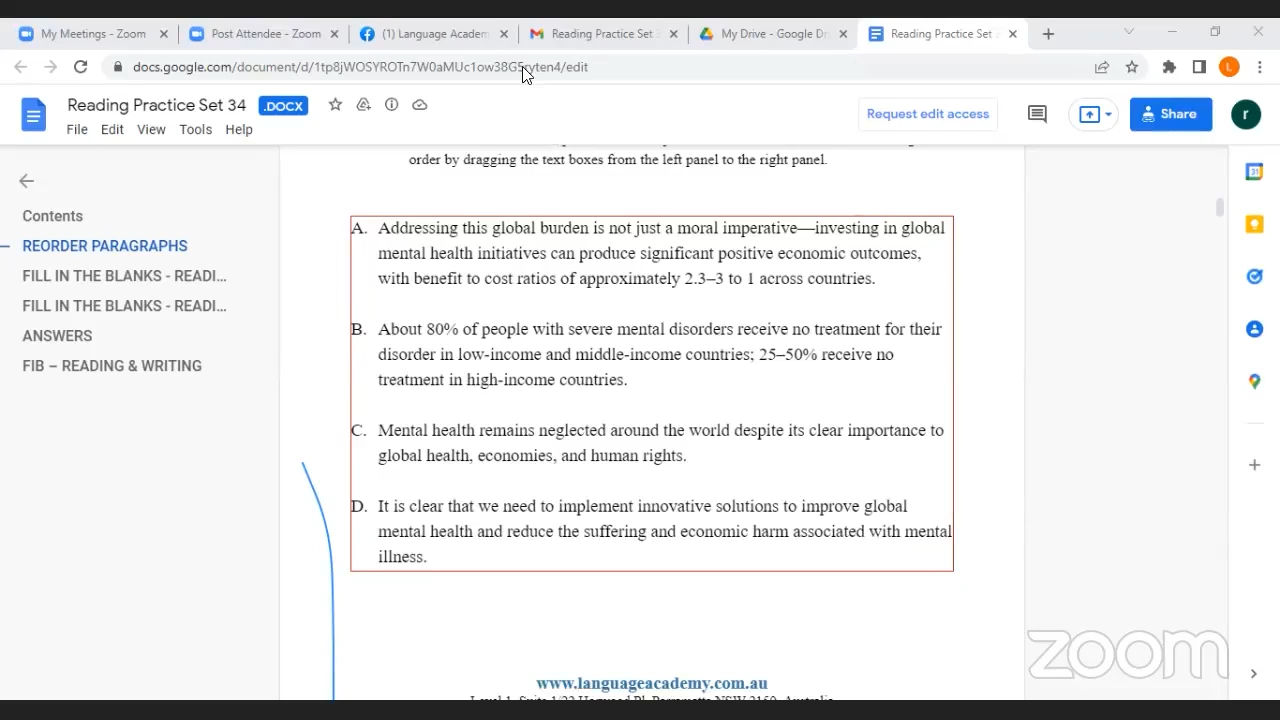 My Meetings - Zoom
Post Attendee - Zoom
(1) Language Academ
Reading Practice Set 3
My Drive - Google Dri
Reading Practice Set
docs.google.com/document/d/1tp8jWOSYROTn7W0aMUc1ow38G5 /edit
L
Reading Practice Set 34 .DOCX
File Edit View Tools Help
Request edit access
Share
r
order by dragging the text boxes from the left panel to the right panel.
Contents
REORDER PARAGRAPHS
FILL IN THE BLANKS - READI...
FILL IN THE BLANKS - READI...
ANSWERS
FIB – READING & WRITING
A. Addressing this global burden is not just a moral imperative—investing in global
mental health initiatives can produce significant positive economic outcomes,
with benefit to cost ratios of approximately 2.3–3 to 1 across countries.
B. About 80% of people with severe mental disorders receive no treatment for their
disorder in low-income and middle-income countries; 25–50% receive no
treatment in high-income countries.
C. Mental health remains neglected around the world despite its clear importance to
global health, economies, and human rights.
D. It is clear that we need to implement innovative solutions to improve global
mental health and reduce the suffering and economic harm associated with mental
illness.
www.languageacademy.com.au
31
zoom